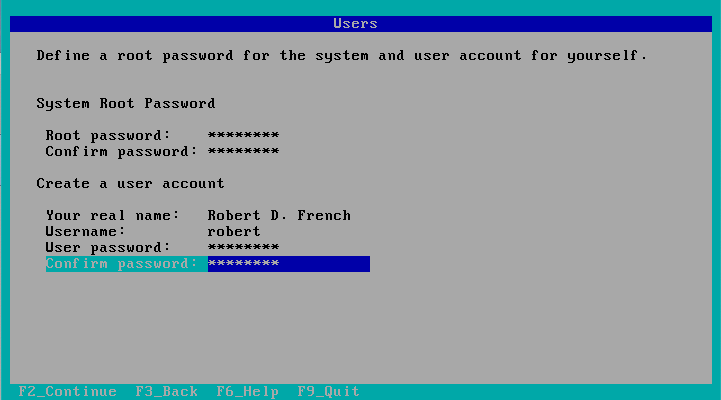 Users
Define a root password for the system and user account for yourself.
System Root Password
Root password: ********
Confirm password: ********
Create a user account
Your real name: Robert D. French
Username: robert
User password: ********
Confirm password: ********
F2_Continue F3_Back F6_Help F9_Quit